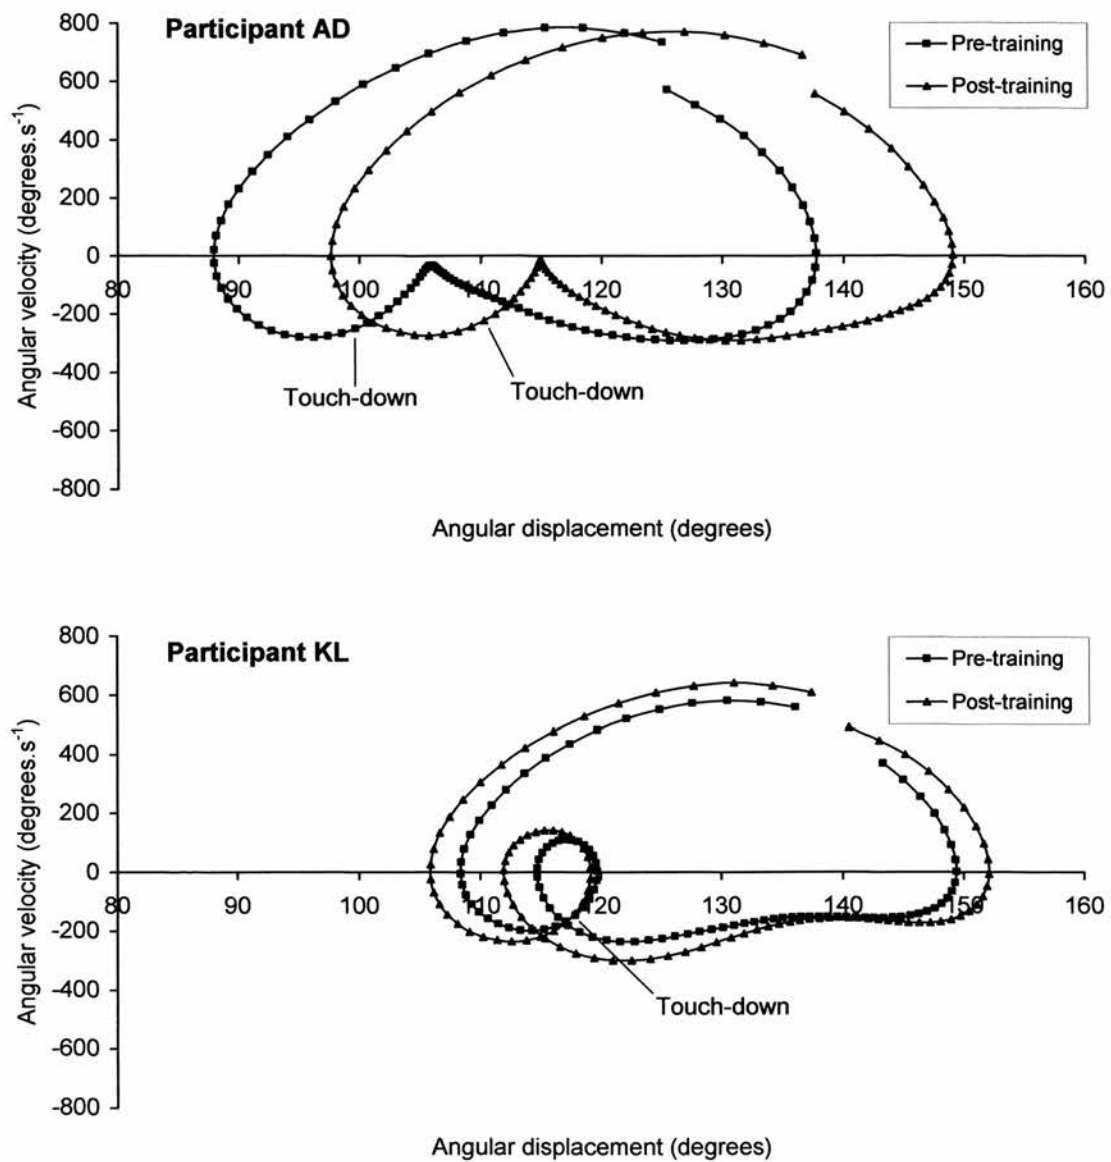 Participant AD
Pre-training
Post-training
800
600
400
200
0
-200
-400
-600
-800
80
90
100
110
120
130
140
150
160
Touch-down
Touch-down
Angular velocity (degrees.s⁻¹)
Angular displacement (degrees)
Participant KL
Pre-training
Post-training
800
600
400
200
0
-200
-400
-600
-800
80
90
100
110
120
130
140
150
160
Touch-down
Angular velocity (degrees.s⁻¹)
Angular displacement (degrees)